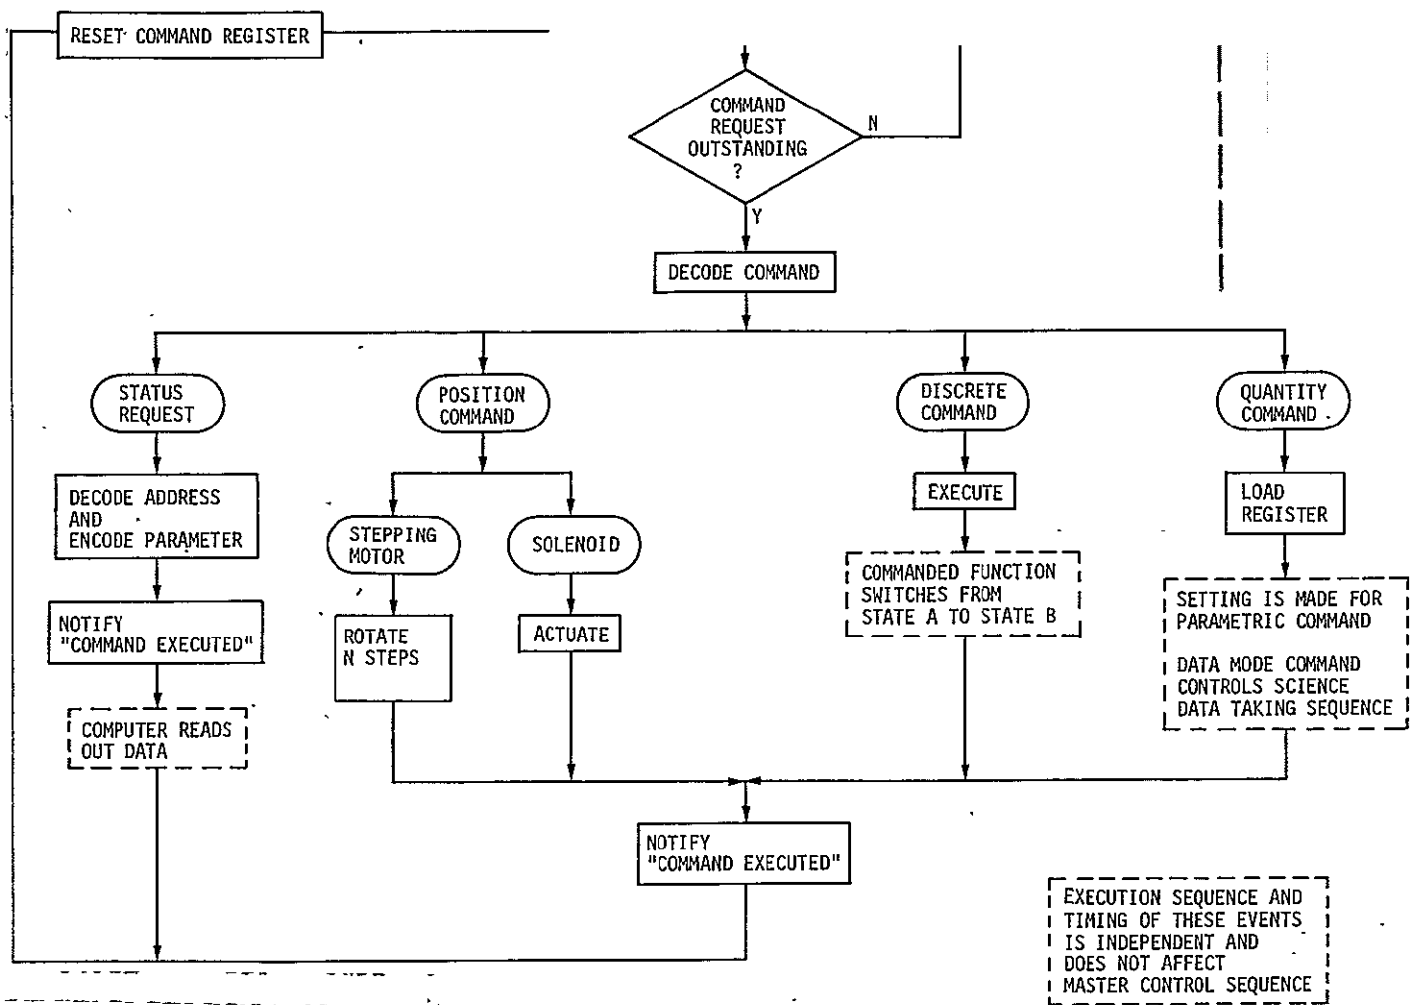 RESET COMMAND REGISTER
COMMAND
REQUEST
OUTSTANDING
?
N
Y
DECODE COMMAND
STATUS
REQUEST
POSITION
COMMAND
DISCRETE
COMMAND
QUANTITY
COMMAND
DECODE ADDRESS
AND
ENCODE PARAMETER
STEPPING
MOTOR
SOLENOID
EXECUTE
LOAD
REGISTER
COMMANDED FUNCTION
SWITCHES FROM
STATE A TO STATE B
SETTING IS MADE FOR
PARAMETRIC COMMAND
DATA MODE COMMAND
CONTROLS SCIENCE
DATA TAKING SEQUENCE
NOTIFY
"COMMAND EXECUTED"
ROTATE
N STEPS
ACTUATE
COMPUTER READS
OUT DATA
NOTIFY
"COMMAND EXECUTED"
EXECUTION SEQUENCE AND
TIMING OF THESE EVENTS
IS INDEPENDENT AND
DOES NOT AFFECT
MASTER CONTROL SEQUENCE